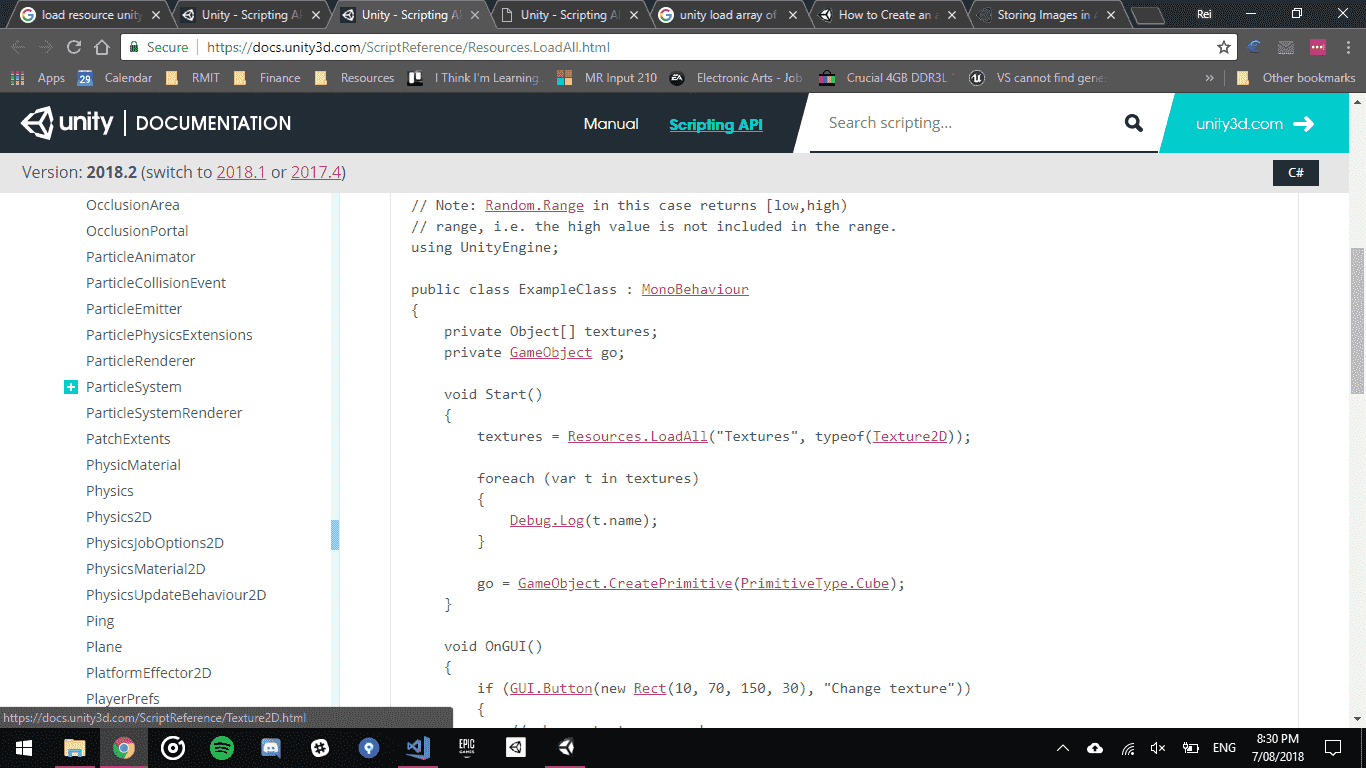 load resource unity
Unity - Scripting AP
Unity - Scripting AP
Unity - Scripting AP
unity load array of
How to Create an a
Storing Images in A
Rei
Secure
https://docs.unity3d.com/ScriptReference/Resources.LoadAll.html
Apps
29
Calendar
RMIT
Finance
Resources
I Think I'm Learning
MR Input 210
EA
Electronic Arts - Job
Crucial 4GB DDR3L
VS cannot find gene
»
Other bookmarks
unity | DOCUMENTATION
Manual
Scripting API
Search scripting...
unity3d.com
Version: 2018.2 (switch to 2018.1 or 2017.4)
C#
OcclusionArea
OcclusionPortal
ParticleAnimator
ParticleCollisionEvent
ParticleEmitter
ParticlePhysicsExtensions
ParticleRenderer
ParticleSystem
ParticleSystemRenderer
PatchExtents
PhysicMaterial
Physics
Physics2D
PhysicsJobOptions2D
PhysicsMaterial2D
PhysicsUpdateBehaviour2D
Ping
Plane
PlatformEffector2D
PlayerPrefs
// Note: Random.Range in this case returns [low,high)
// range, i.e. the high value is not included in the range.
using UnityEngine;
public class ExampleClass : MonoBehaviour
{
private Object[] textures;
private GameObject go;
void Start()
{
textures = Resources.LoadAll("Textures", typeof(Texture2D));
foreach (var t in textures)
{
Debug.Log(t.name);
}
go = GameObject.CreatePrimitive(PrimitiveType.Cube);
}
void OnGUI()
{
if (GUI.Button(new Rect(10, 70, 150, 30), "Change texture"))
{
https://docs.unity3d.com/ScriptReference/Texture2D.html
EPIC
GAMES
ENG
8:30 PM
7/08/2018